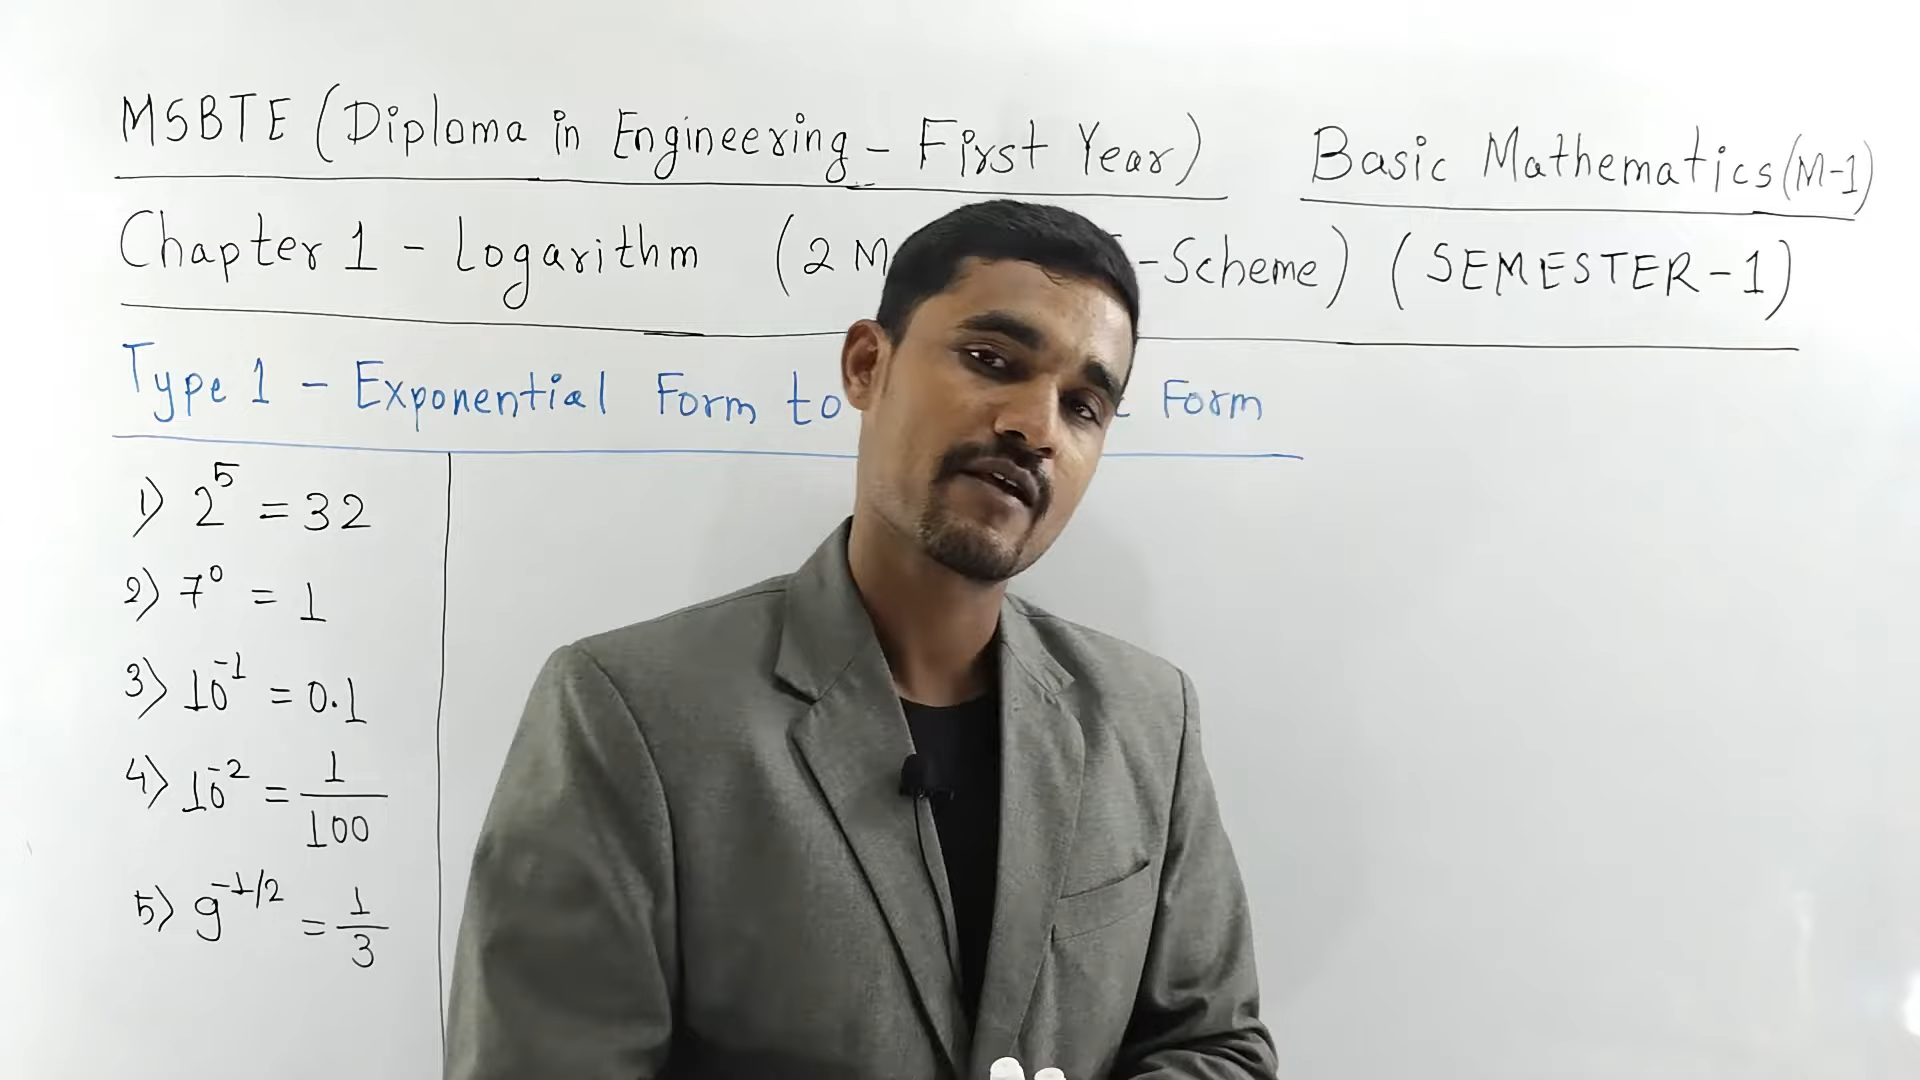 MSBTE (Diploma in Engineering - First Year) Basic Mathematics (M-1)
Chapter 1 - Logarithm (2 M -Scheme) (SEMESTER-1)
Type 1 - Exponential Form to Form
1) 2^5 = 32
2) 7^0 = 1
3) 10^-1 = 0.1
4) 10^-2 = 1/100
5) 9^-1/2 = 1/3